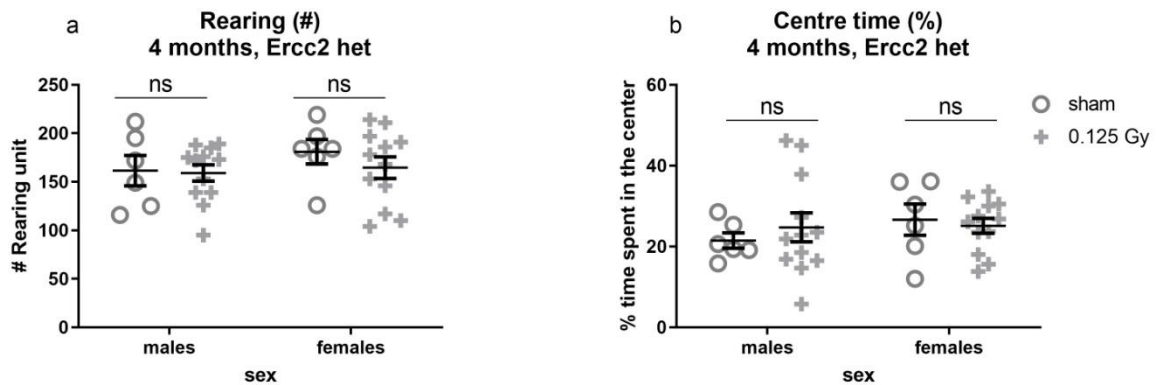 a
Rearing (#)
4 months, Ercc2 het
250
200
150
100
50
0
# Rearing unit
ns
ns
males
females
sex
b
Centre time (%)
4 months, Ercc2 het
60
40
20
0
% time spent in the center
ns
ns
males
females
sex
sham
0.125 Gy